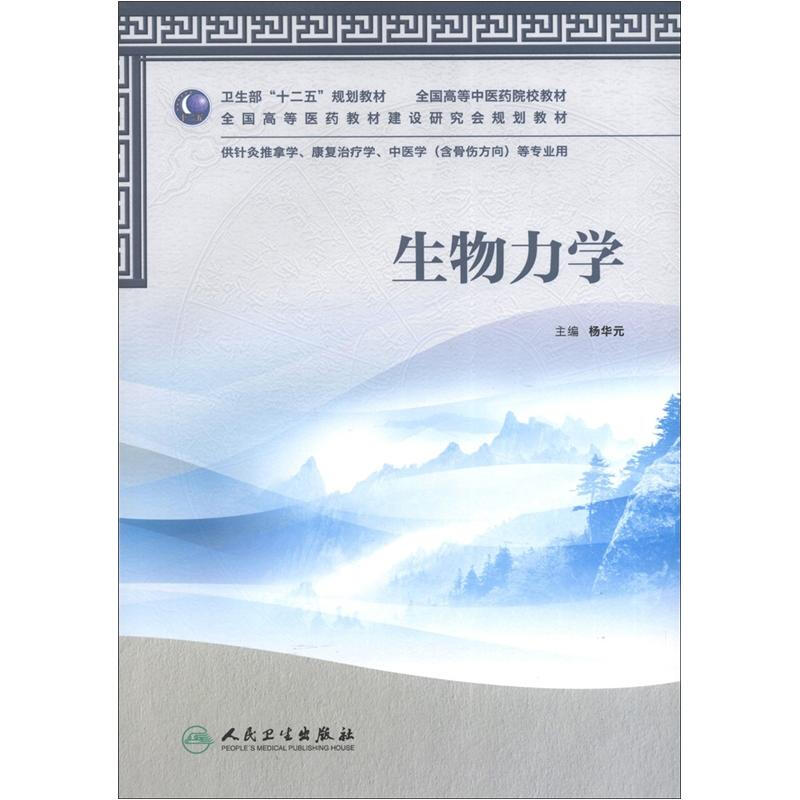 卫生部“十二五”规划教材 全国高等中医药院校教材
全国高等医药教材建设研究会规划教材
供针灸推拿学、康复治疗学、中医学（含骨伤方向）等专业用
生物力学
主编 杨华元
人民卫生出版社
PEOPLE'S MEDICAL PUBLISHING HOUSE